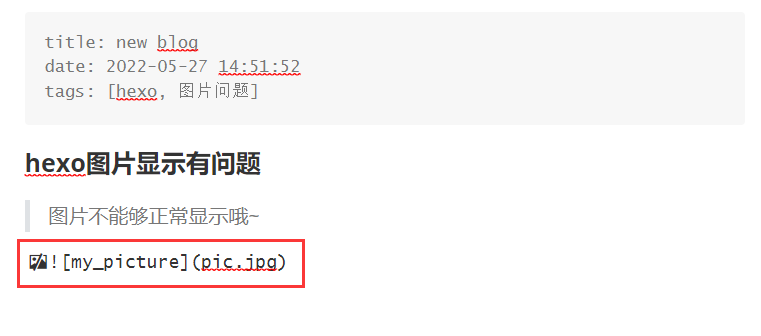 title: new blog
date: 2022-05-27 14:51:52
tags: [hexo, 图片问题]
hexo图片显示有问题
图片不能够正常显示哦~
![my_picture](pic.jpg)